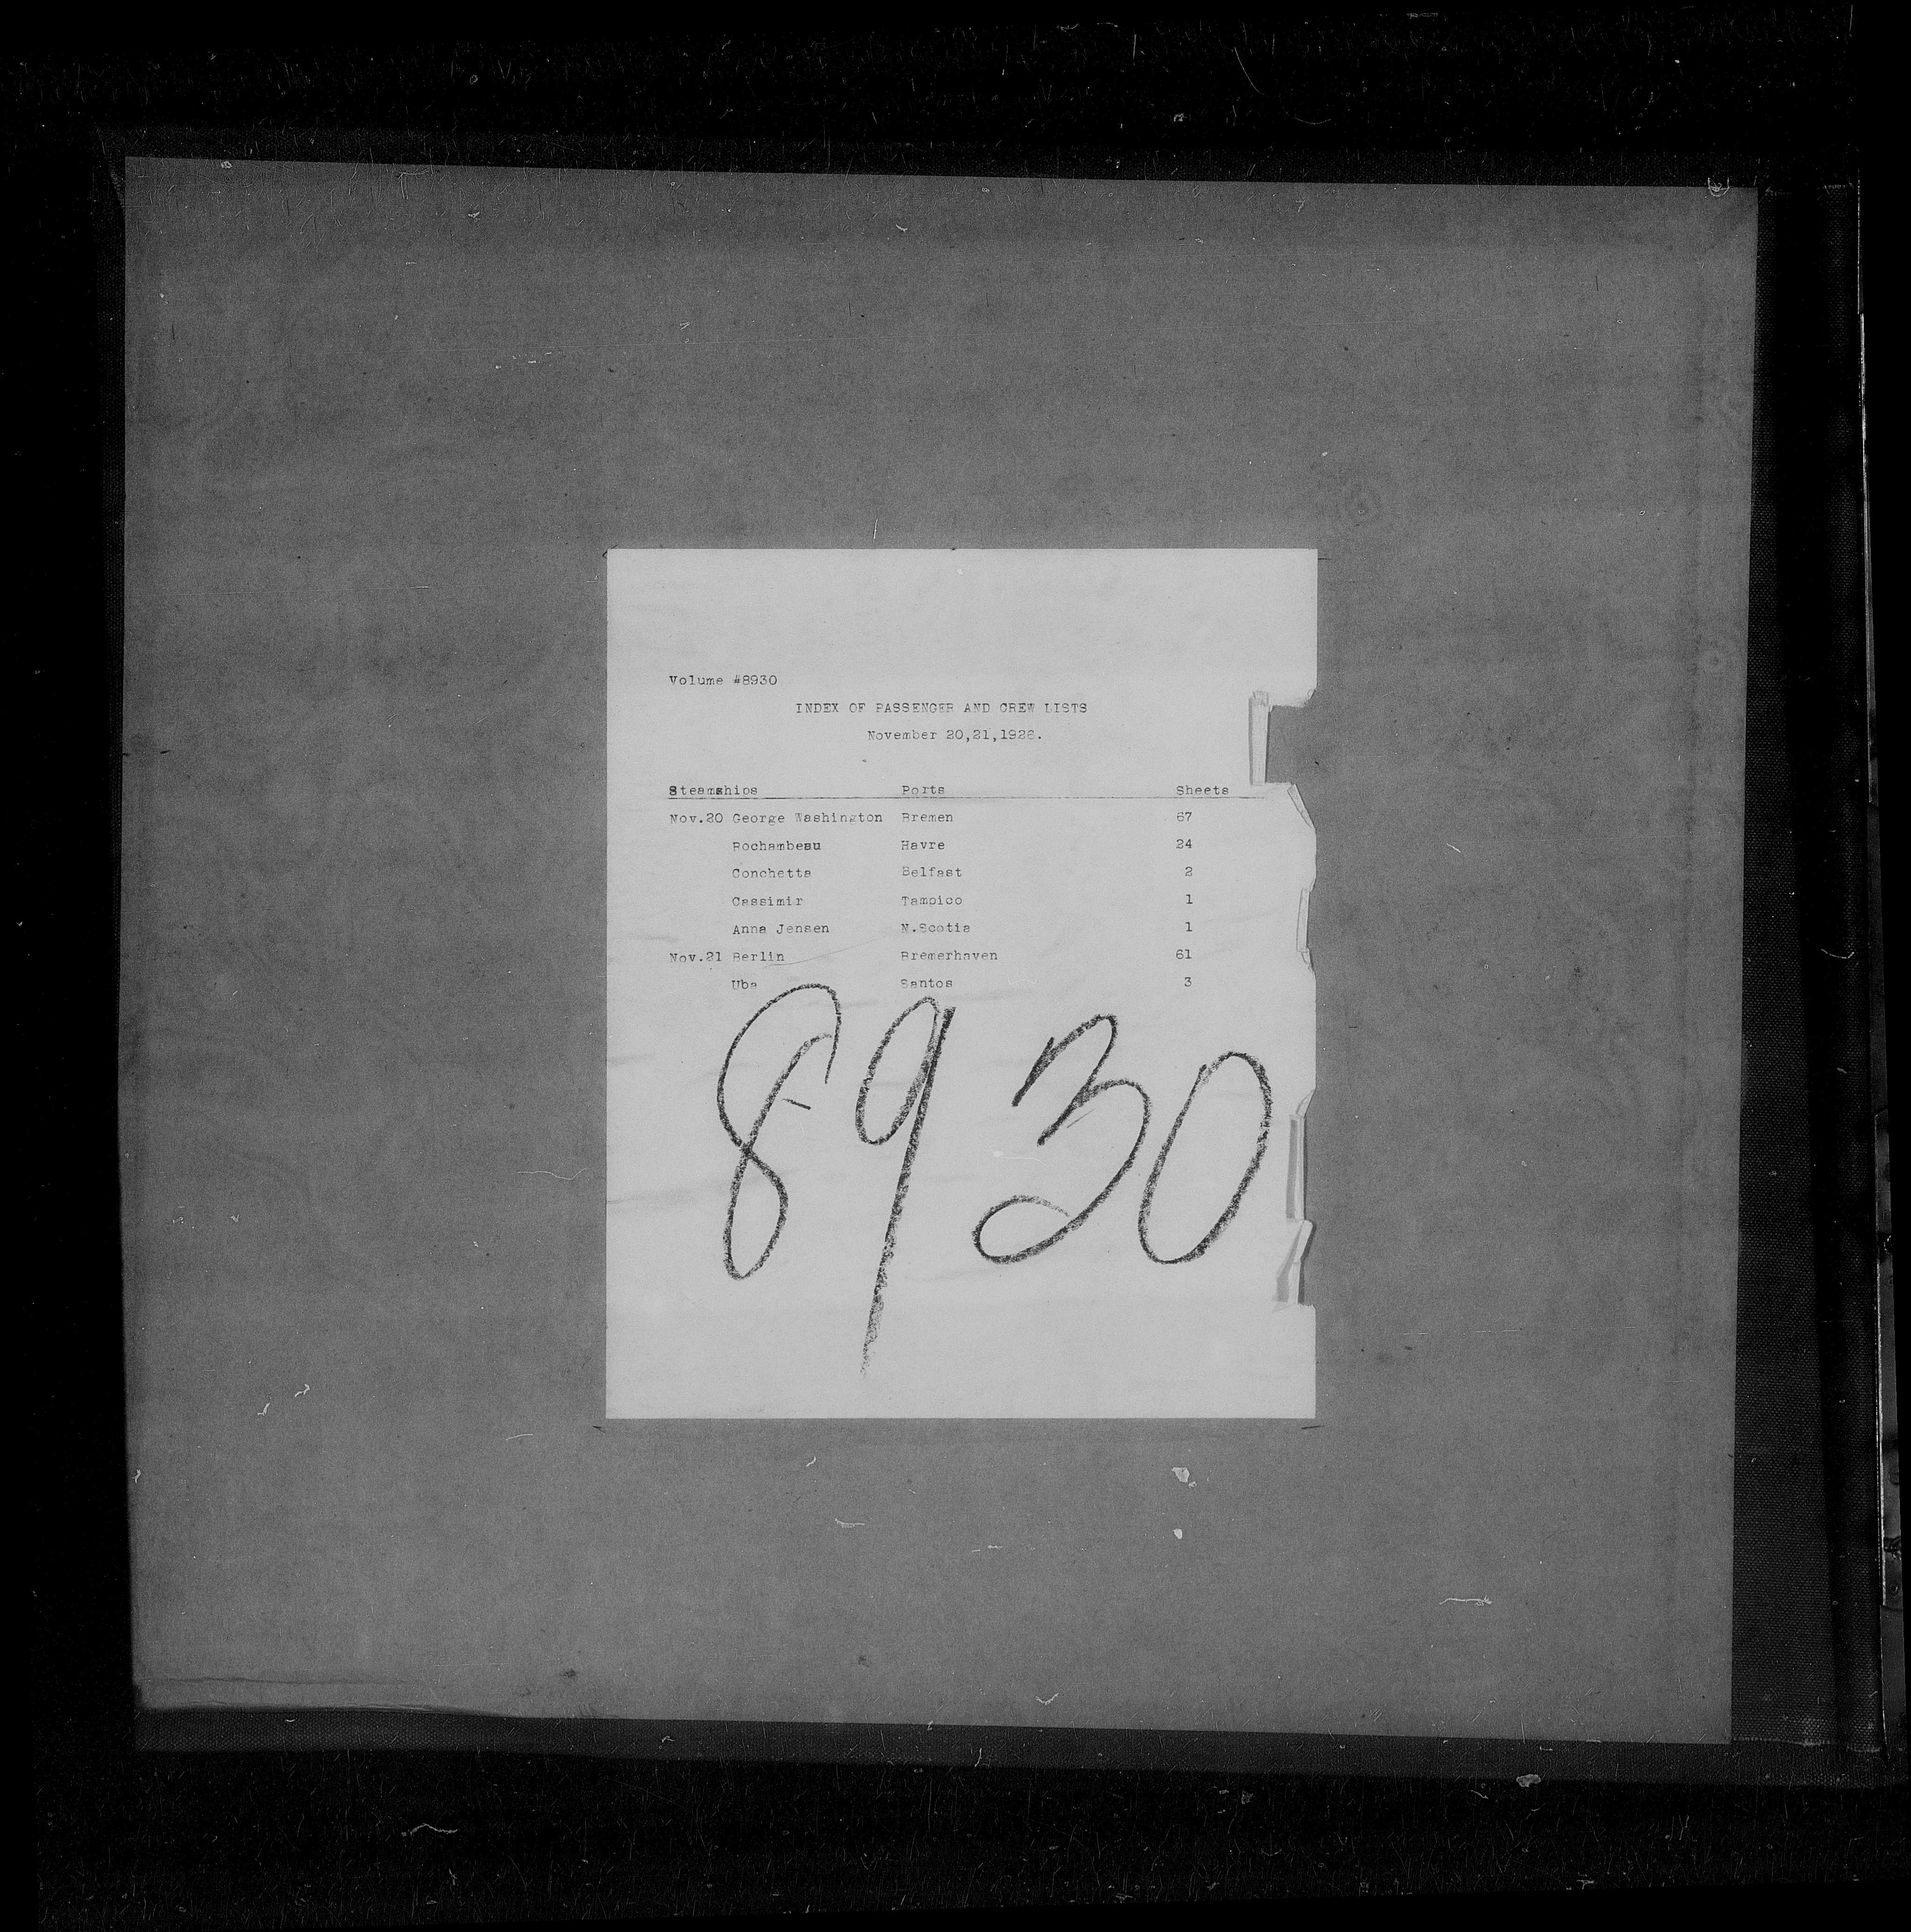 Volume #8930
INDEX OF PASSENGER AND CREW LISTS
November 20,21,1926.
Steamships Ports Sheets
Nov.20 George Washington Bremen 67
Rochambeau Havre 24
Conchetta Belfast 2
Cassimir Tampico 1
Anna Jensen N.Scotia 1
Nov.21 Berlin Bremerhaven 61
Uba Santos 3
8930